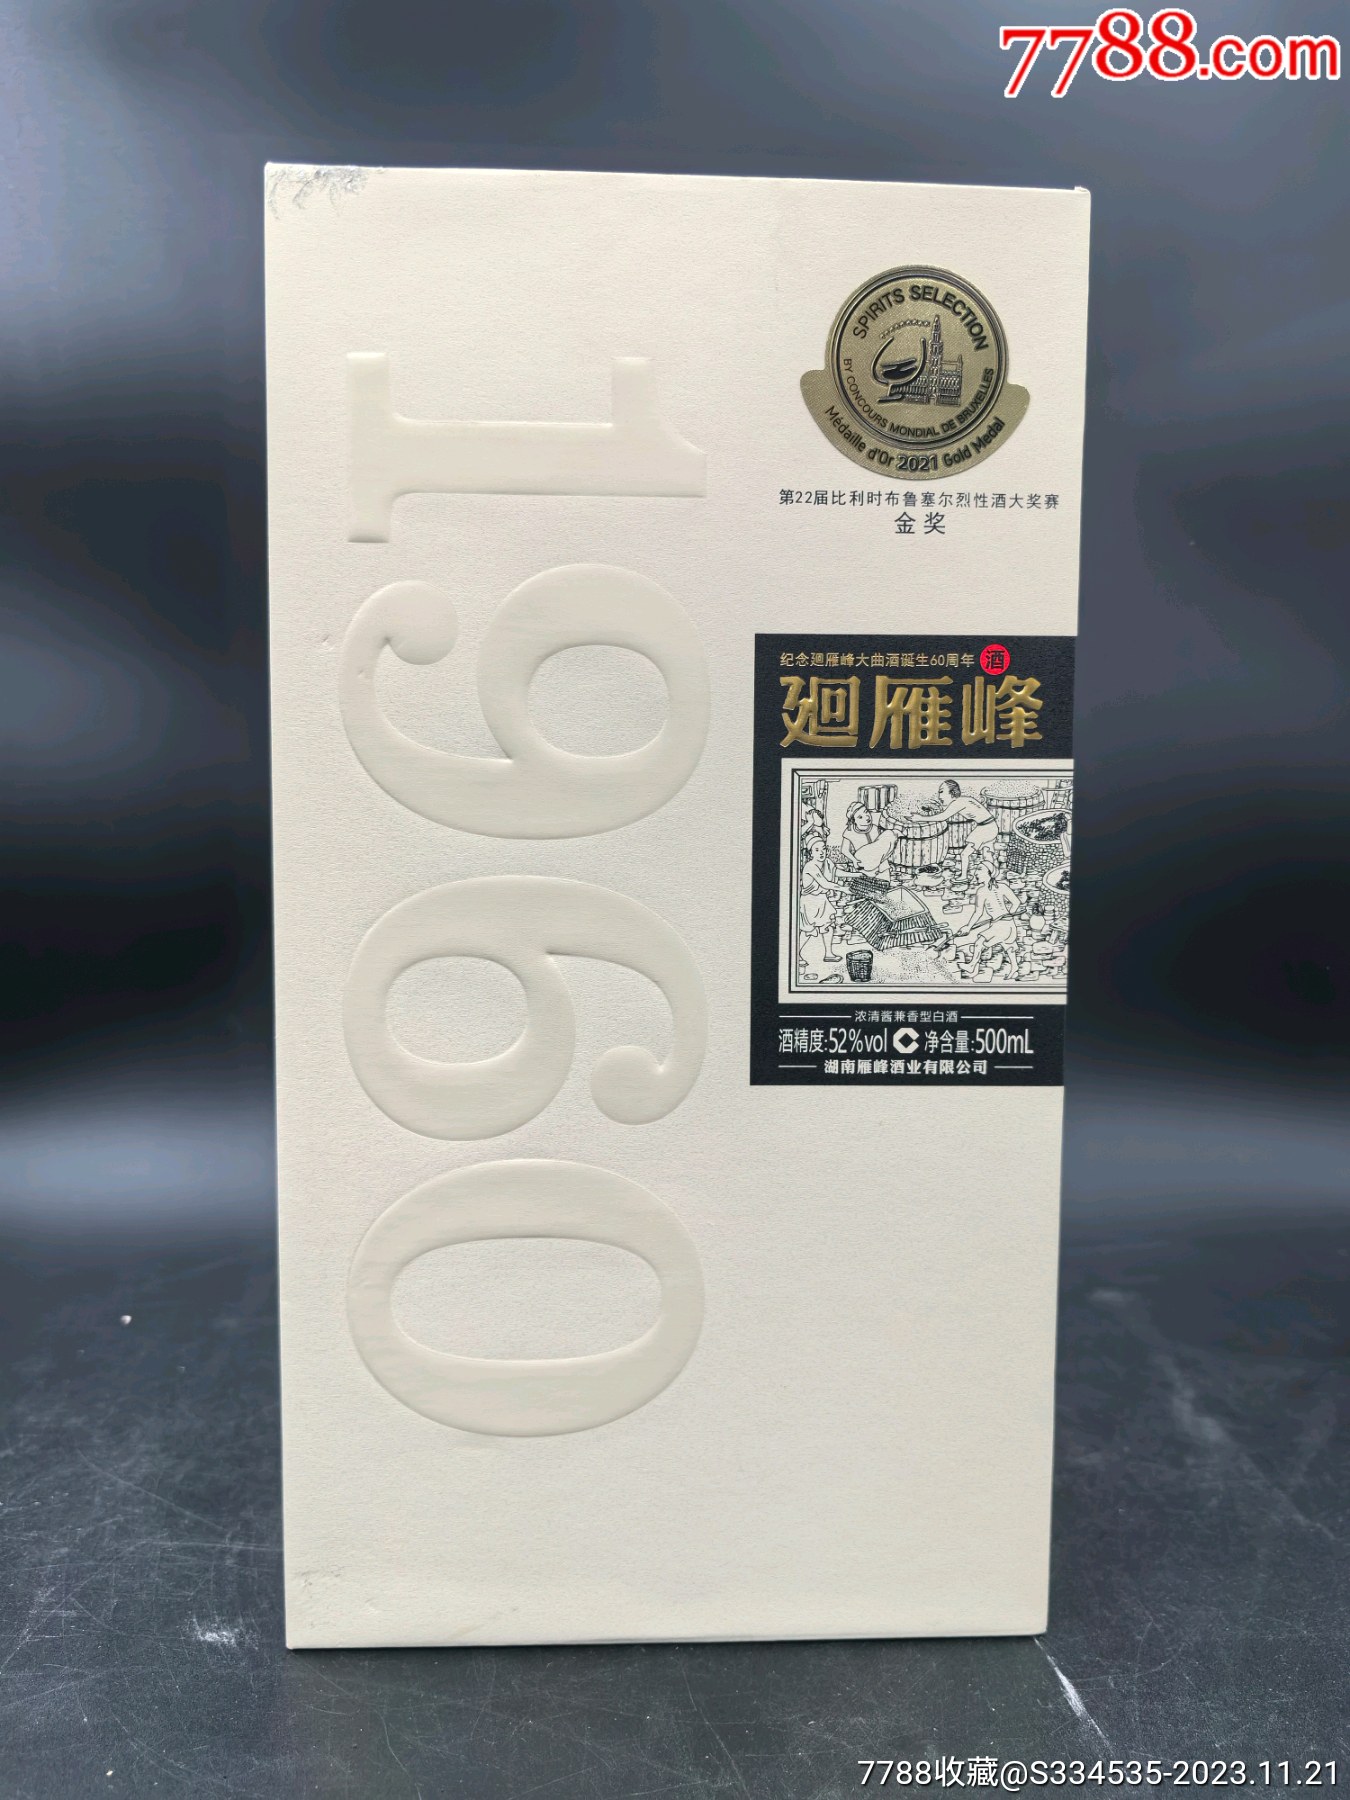 7788.com
SPIRITS SELECTION
BY CONCOURS MONDIAL DE BRUXELLES
Médaille d'Or 2021 Gold Medal
第22届比利时布鲁塞尔烈性酒大奖赛
金奖
1960
纪念廻雁峰大曲酒诞生60周年
酒
廻雁峰
浓清酱兼香型白酒
酒精度:52%vol 净含量:500mL
湖南雁峰酒业有限公司
7788收藏@S334535-2023.11.21